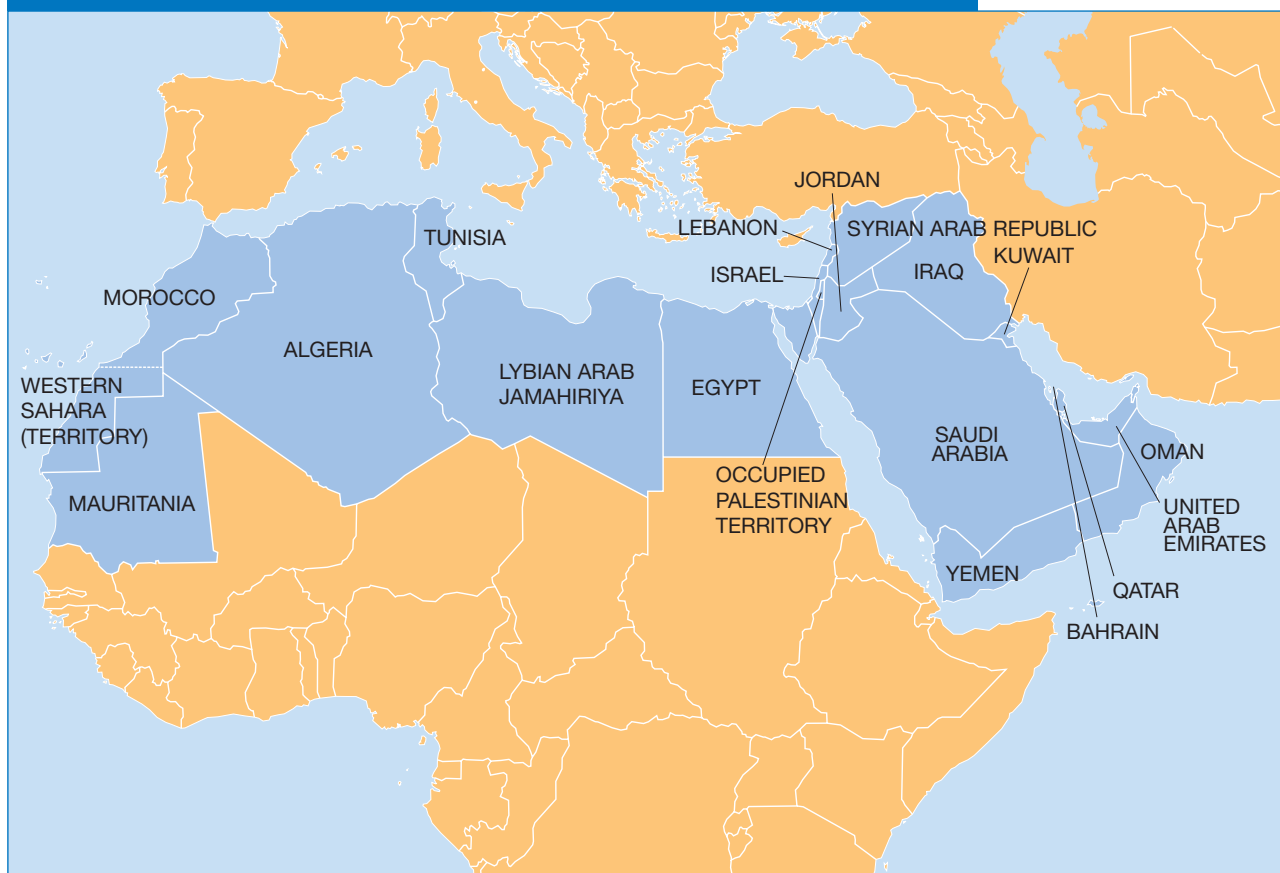 JORDAN
LEBANON
SYRIAN ARAB REPUBLIC
TUNISIA
KUWAIT
ISRAEL
IRAQ
MOROCCO
ALGERIA
LYBIAN ARAB
JAMAHIRIYA
EGYPT
WESTERN
SAHARA
(TERRITORY)
SAUDI
ARABIA
OMAN
MAURITANIA
OCCUPIED
PALESTINIAN
TERRITORY
UNITED
ARAB
EMIRATES
YEMEN
QATAR
BAHRAIN